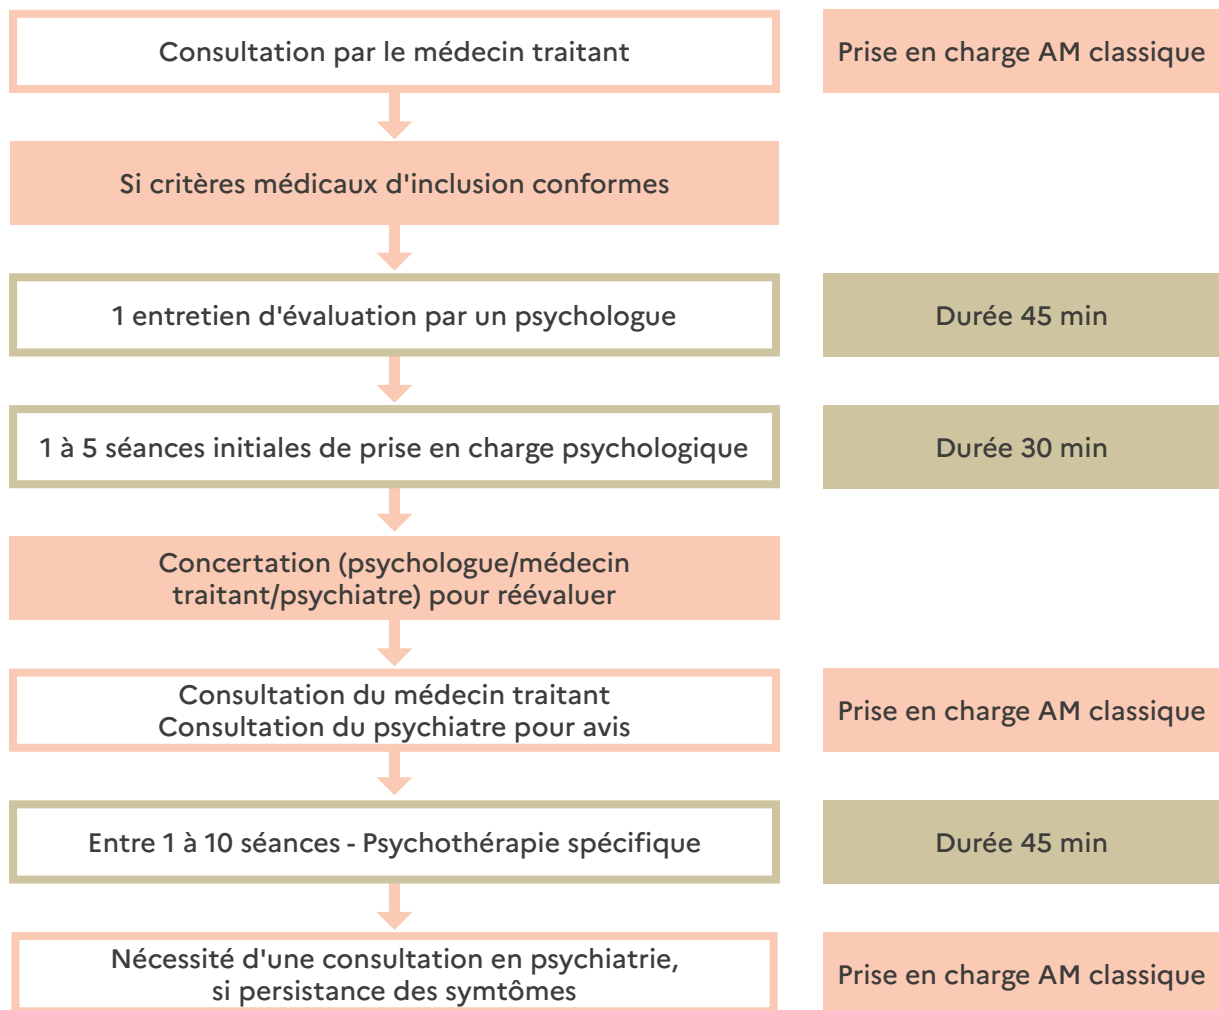 Consultation par le médecin traitant
Prise en charge AM classique
Si critères médicaux d'inclusion conformes
1 entretien d'évaluation par un psychologue
Durée 45 min
1 à 5 séances initiales de prise en charge psychologique
Durée 30 min
Concertation (psychologue/médecin
traitant/psychiatre) pour réévaluer
Consultation du médecin traitant
Consultation du psychiatre pour avis
Prise en charge AM classique
Entre 1 à 10 séances - Psychothérapie spécifique
Durée 45 min
Nécessité d'une consultation en psychiatrie,
si persistance des symtômes
Prise en charge AM classique